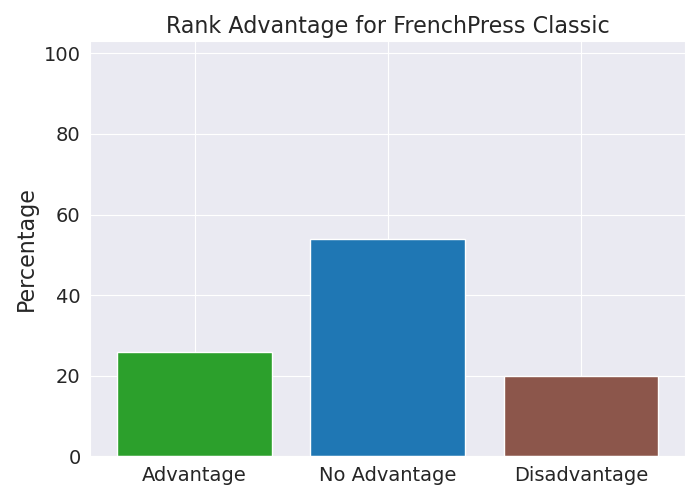 Rank Advantage for FrenchPress Classic
Percentage
100
80
60
40
20
0
Advantage
No Advantage
Disadvantage